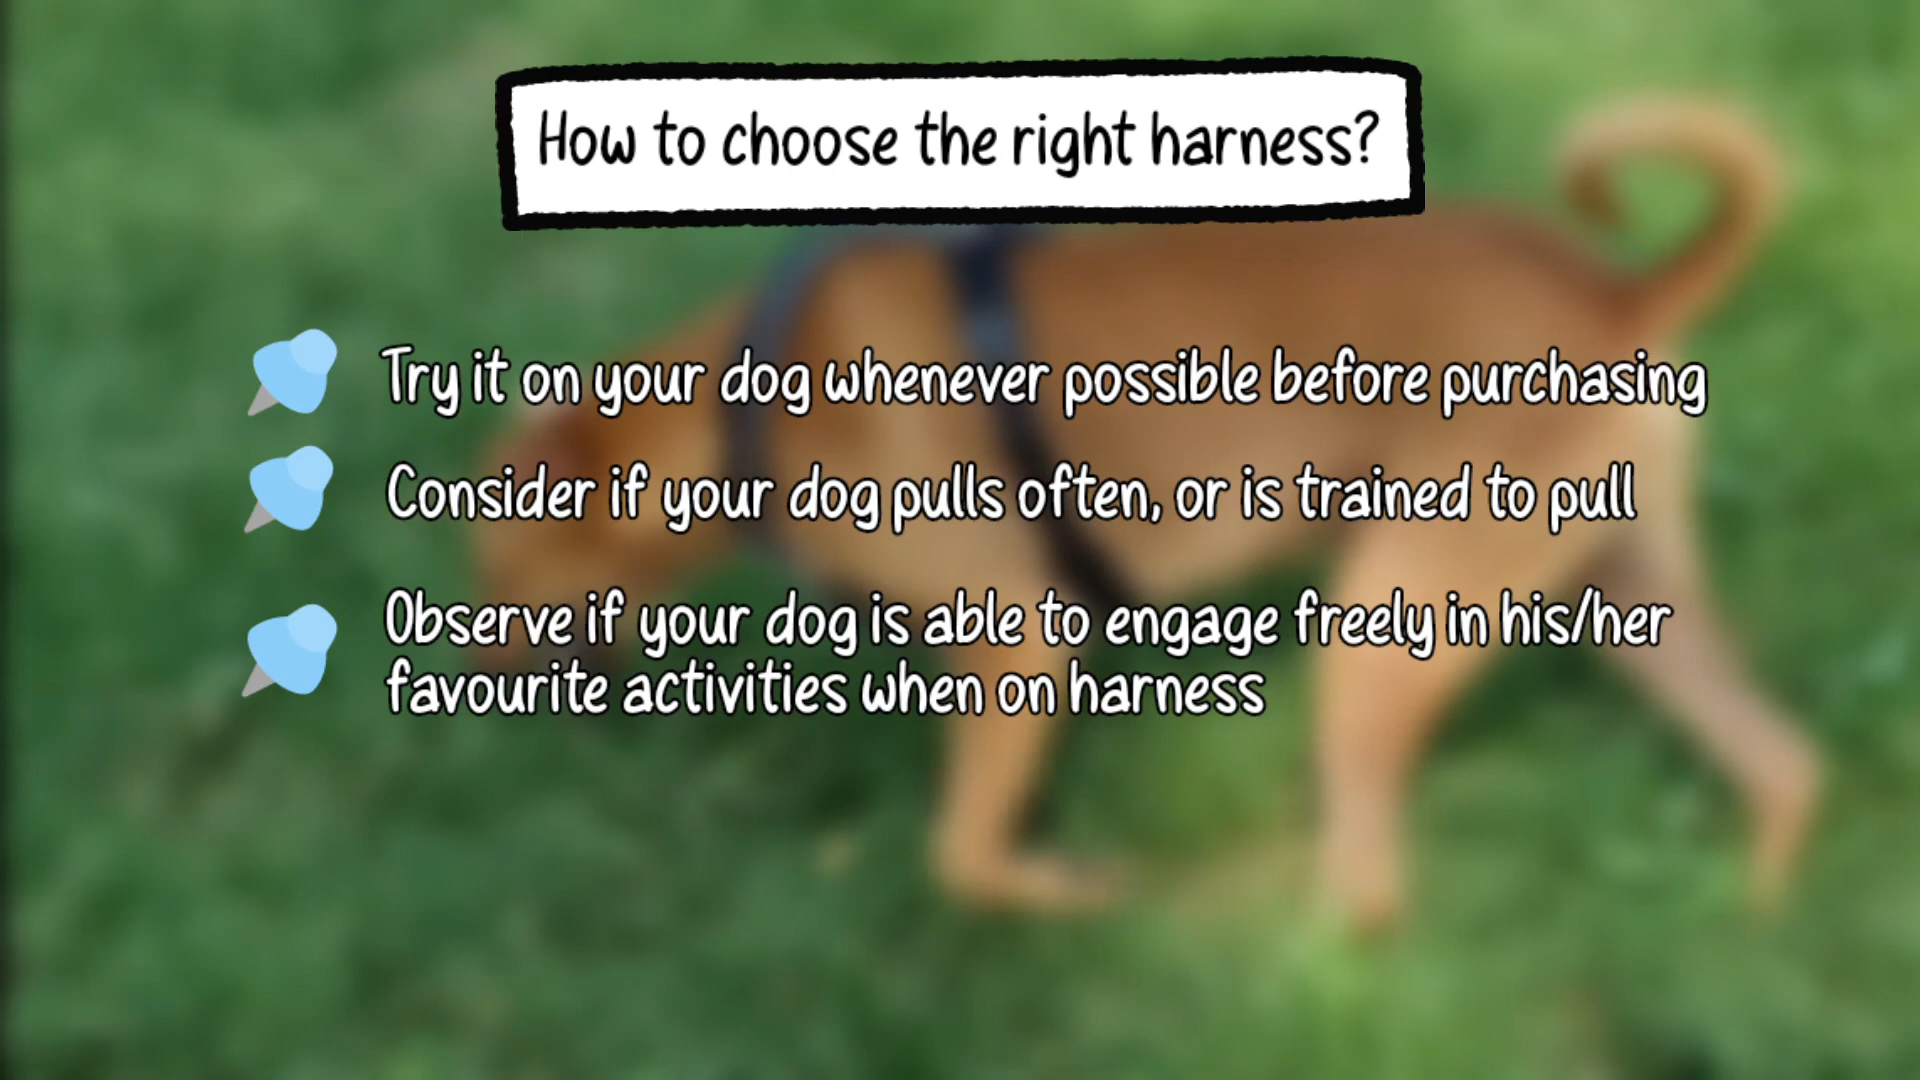 How to choose the right harness?
Try it on your dog whenever possible before purchasing
Consider if your dog pulls often, or is trained to pull
Observe if your dog is able to engage freely in his/her
favourite activities when on harness